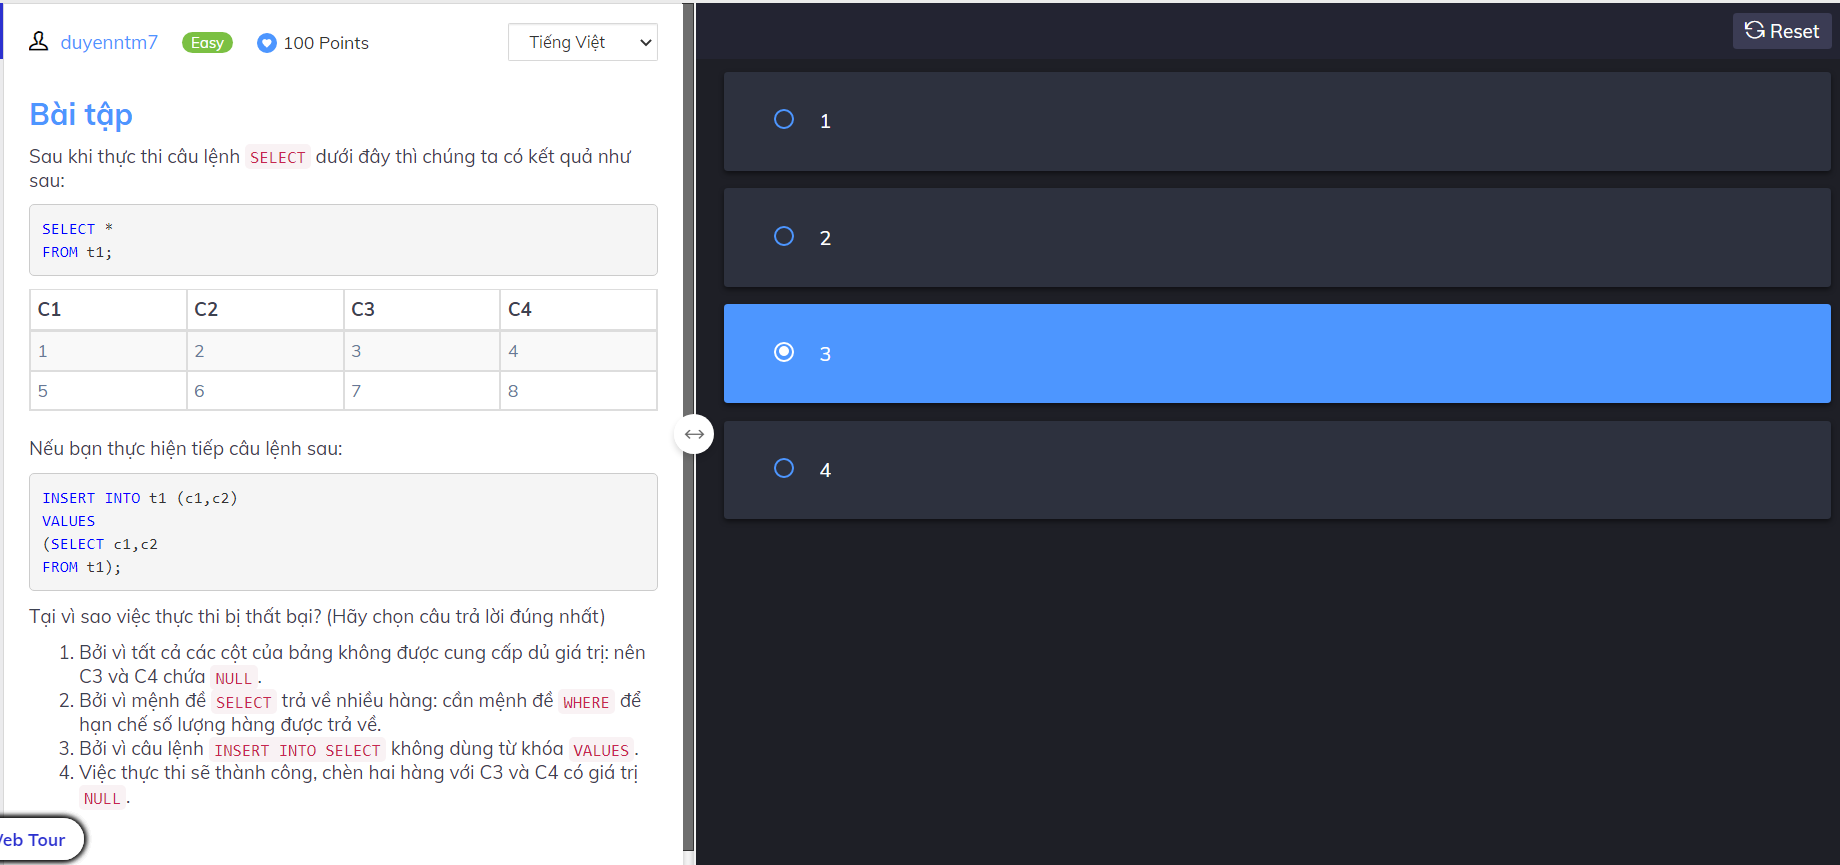 duyenntm7 Easy 100 Points Tiếng Việt
Bài tập
Sau khi thực thi câu lệnh SELECT dưới đây thì chúng ta có kết quả như
sau:
SELECT *
FROM t1;
C1 C2 C3 C4
1 2 3 4
5 6 7 8
Nếu bạn thực hiện tiếp câu lệnh sau:
INSERT INTO t1 (c1,c2)
VALUES
(SELECT c1,c2
FROM t1);
Tại vì sao việc thực thi bị thất bại? (Hãy chọn câu trả lời đúng nhất)
1. Bởi vì tất cả các cột của bảng không được cung cấp dủ giá trị: nên
C3 và C4 chứa NULL.
2. Bởi vì mệnh đề SELECT trả về nhiều hàng: cần mệnh đề WHERE để
hạn chế số lượng hàng được trả về.
3. Bởi vì câu lệnh INSERT INTO SELECT không dùng từ khóa VALUES.
4. Việc thực thi sẽ thành công, chèn hai hàng với C3 và C4 có giá trị
NULL.
Tour
Reset
1
2
3
4